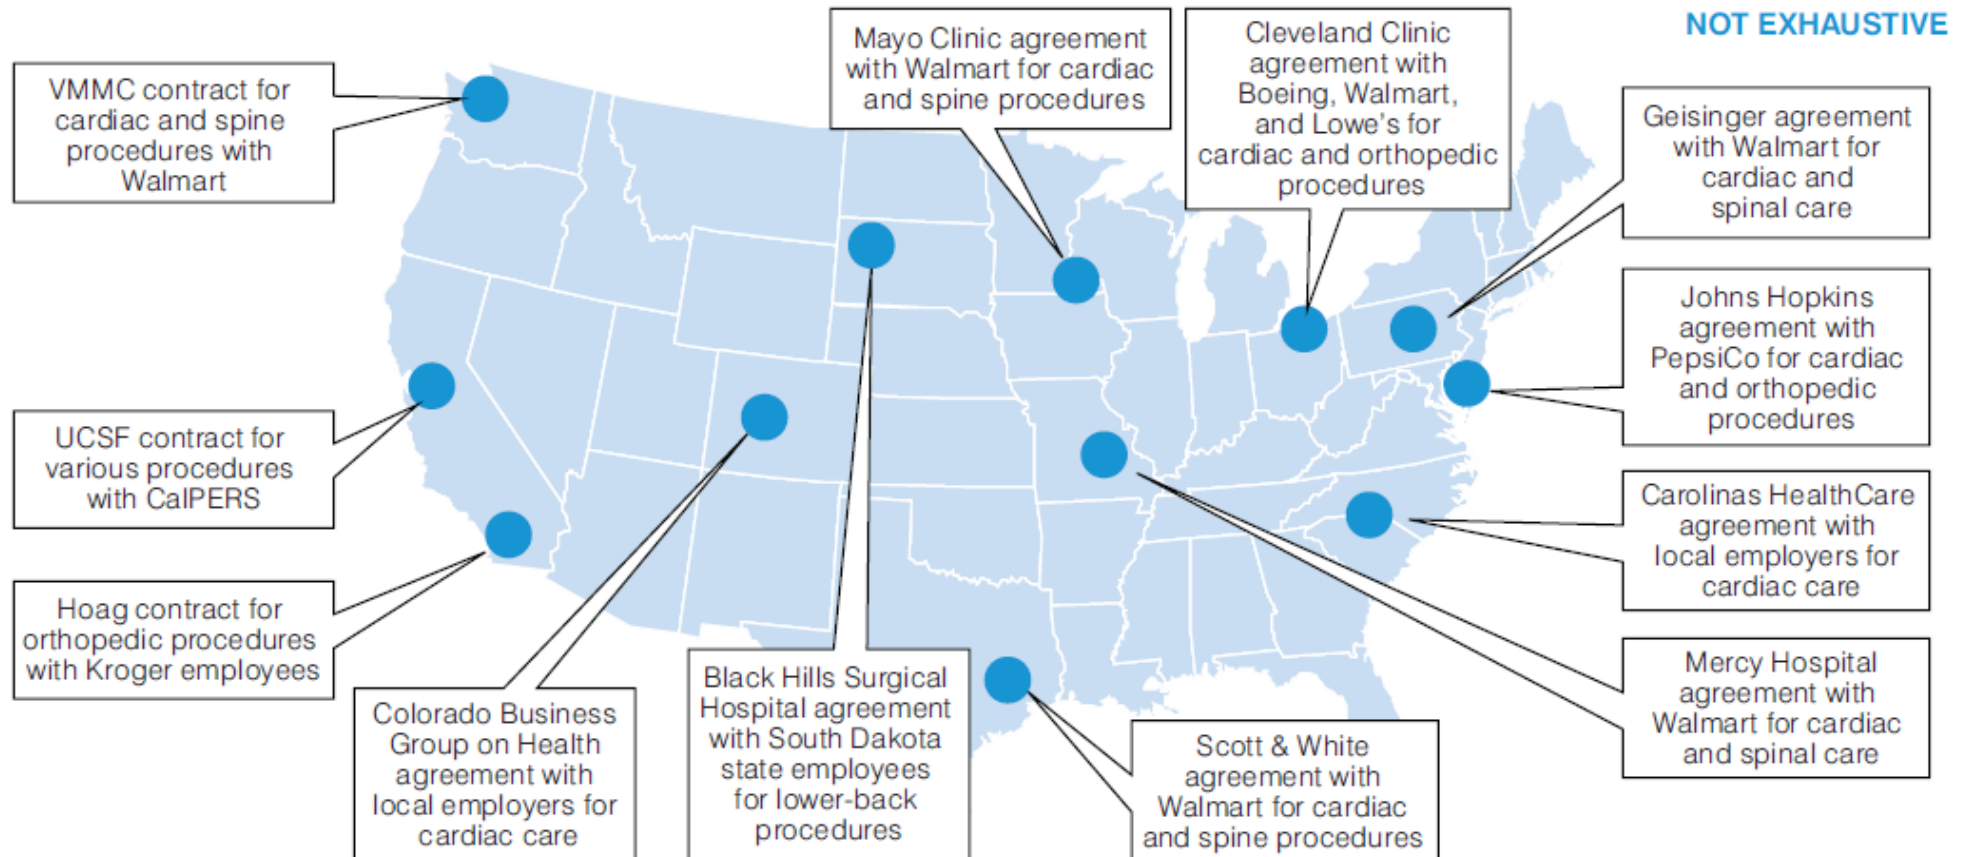 NOT EXHAUSTIVE
VMMC contract for
cardiac and spine
procedures with
Walmart
Mayo Clinic agreement
with Walmart for cardiac
and spine procedures
Cleveland Clinic
agreement with
Boeing, Walmart,
and Lowe's for
cardiac and orthopedic
procedures
Geisinger agreement
with Walmart for
cardiac and
spinal care
Johns Hopkins
agreement with
PepsiCo for cardiac
and orthopedic
procedures
UCSF contract for
various procedures
with CalPERS
Carolinas HealthCare
agreement with
local employers for
cardiac care
Hoag contract for
orthopedic procedures
with Kroger employees
Colorado Business
Group on Health
agreement with
local employers for
cardiac care
Black Hills Surgical
Hospital agreement
with South Dakota
state employees
for lower-back
procedures
Scott & White
agreement with
Walmart for cardiac
and spine procedures
Mercy Hospital
agreement with
Walmart for cardiac
and spinal care